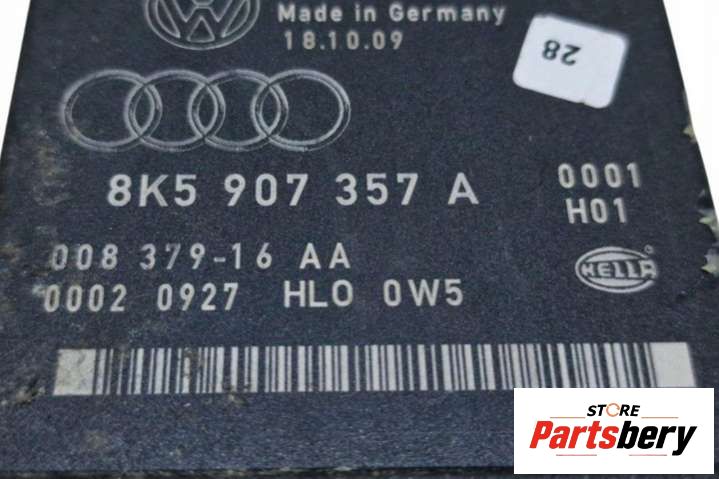 Made in Germany
18.10.09
28
8K5 907 357 A
0001
H01
008 379-16 AA
0002 0927 HLO 0W5
HELLA
STORE
Partsbery